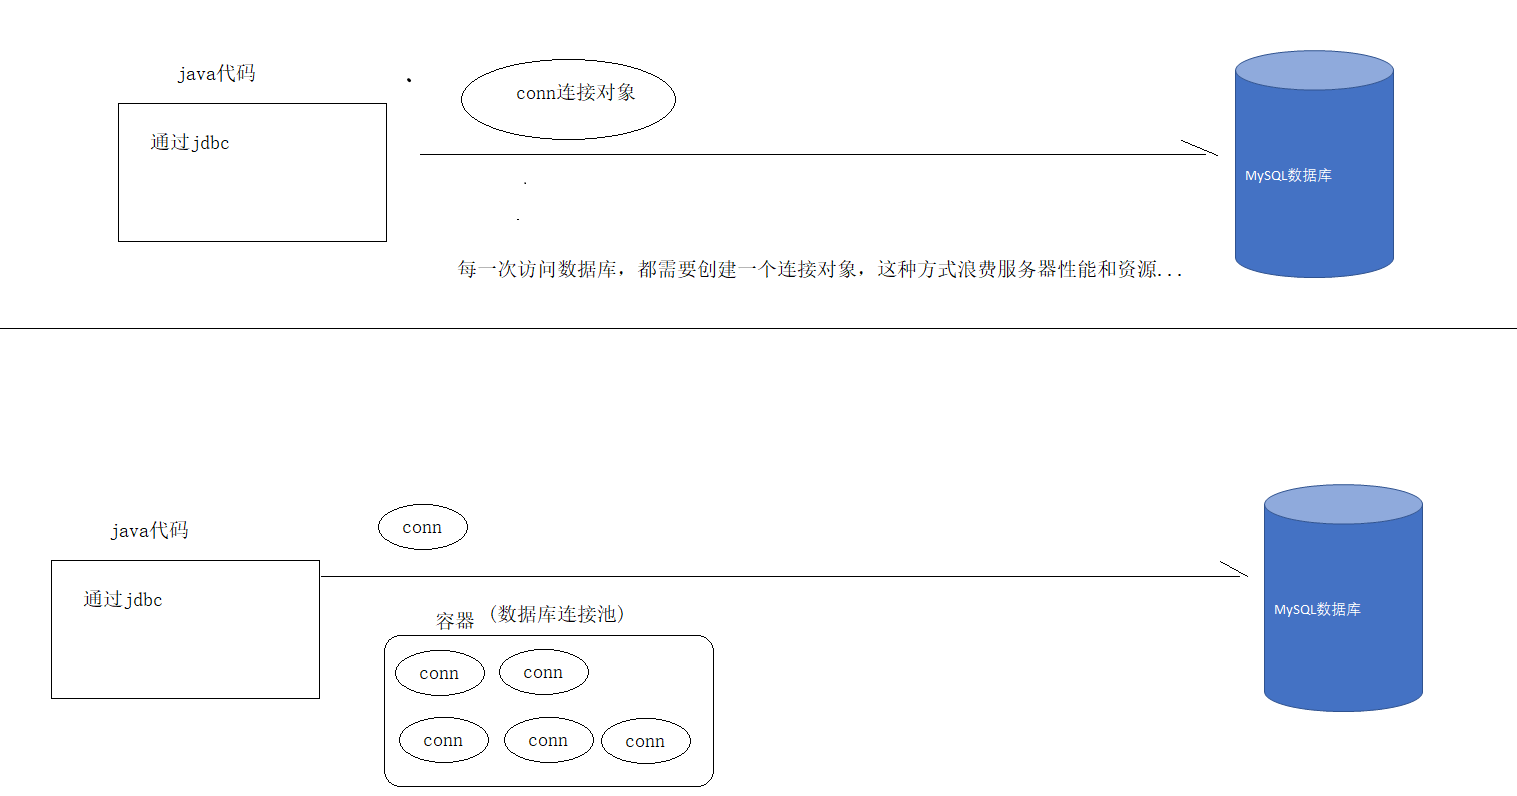 java代码
conn连接对象
通过jdbc
MySQL数据库
每一次访问数据库，都需要创建一个连接对象，这种方式浪费服务器性能和资源...
java代码
conn
通过jdbc
MySQL数据库
容器 (数据库连接池)
conn conn
conn conn conn